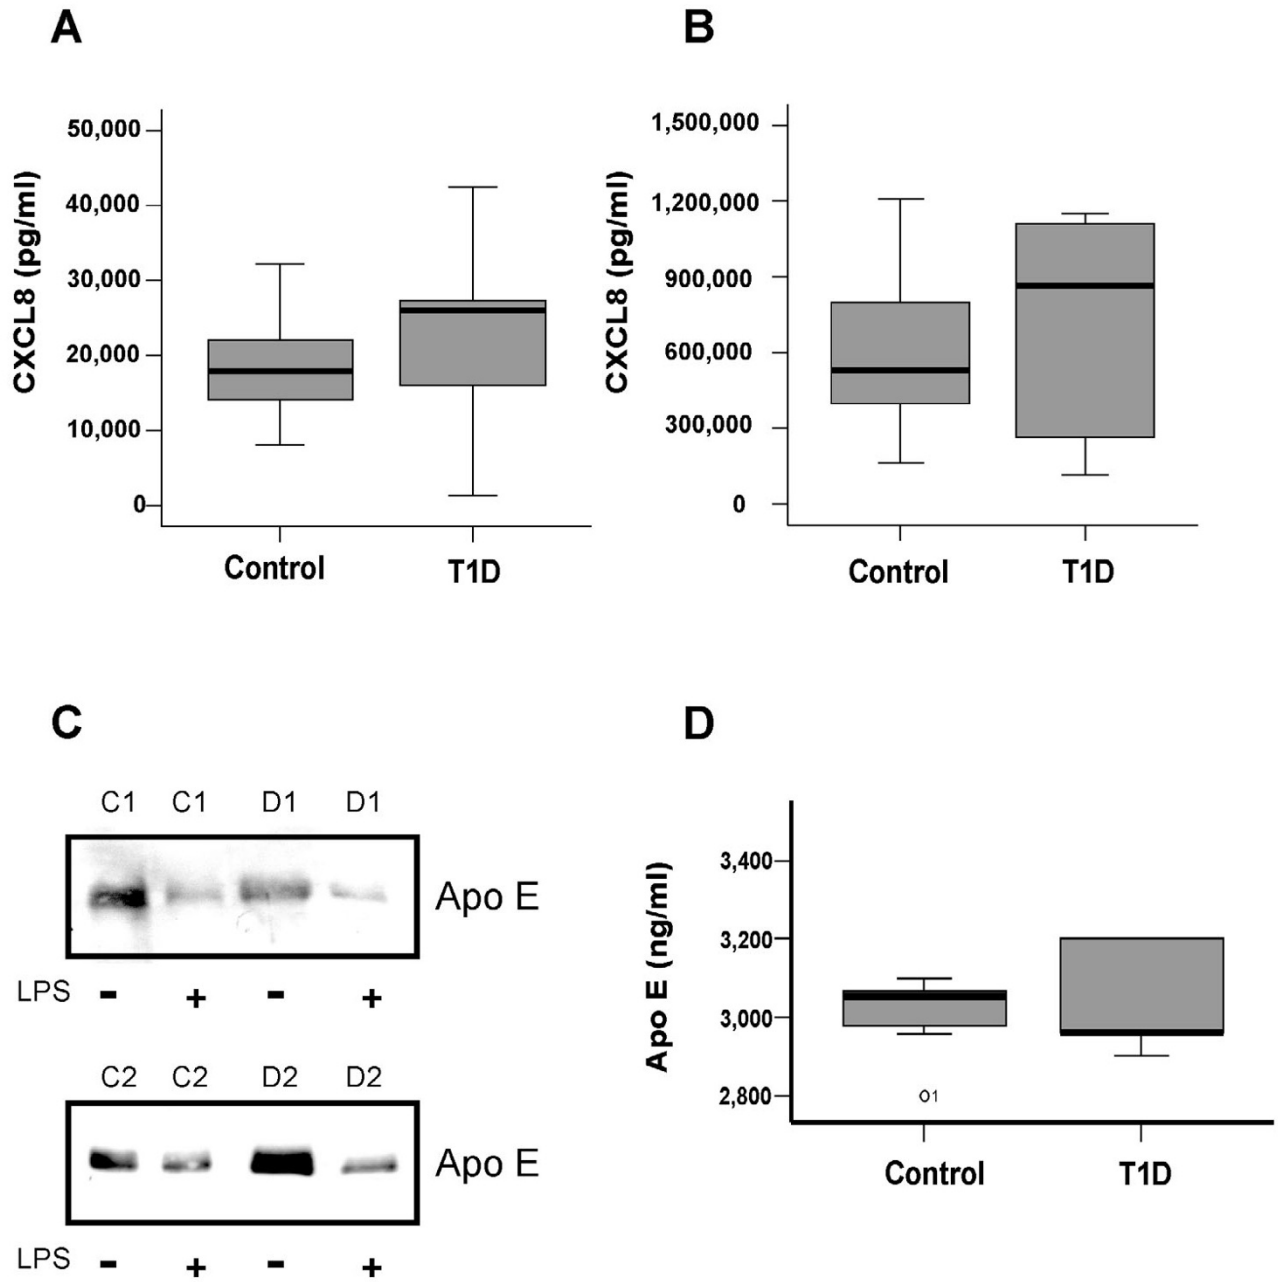 A
CXCL8 (pg/ml)
50,000
40,000
30,000
20,000
10,000
0
Control
T1D
B
CXCL8 (pg/ml)
1,500,000
1,200,000
900,000
600,000
300,000
0
Control
T1D
C
C1 C1 D1 D1
Apo E
LPS - + - +
C2 C2 D2 D2
Apo E
LPS - + - +
D
Apo E (ng/ml)
3,400
3,200
3,000
2,800
O1
Control
T1D